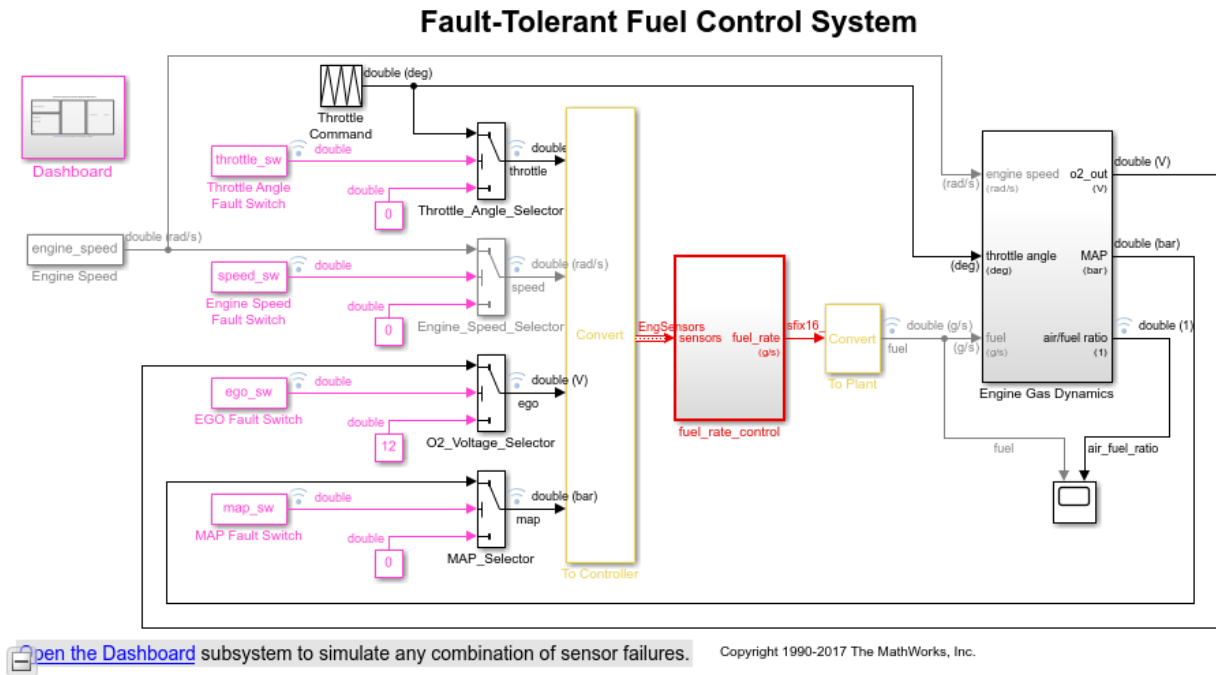 Fault-Tolerant Fuel Control System
double (deg)
Throttle
Command
Dashboard
throttle_sw
double
Throttle Angle
Fault Switch
double
0
double
throttle
Throttle_Angle_Selector
engine_speed
double (rad/s)
Engine Speed
speed_sw
double
Engine Speed
Fault Switch
double
0
double (rad/s)
speed
Engine_Speed_Selector
ego_sw
double
EGO Fault Switch
double
12
double (V)
ego
O2_Voltage_Selector
map_sw
double
MAP Fault Switch
double
0
double (bar)
map
MAP_Selector
Convert
To Controller
EngSensors
sensors
fuel_rate
(g/s)
fuel_rate_control
sfix16_
Convert
To Plant
double (g/s)
fuel
(g/s)
(rad/s)
engine speed
(rad/s)
o2_out
(V)
double (V)
(deg)
throttle angle
(deg)
MAP
(bar)
double (bar)
fuel
(g/s)
air/fuel ratio
(1)
double (1)
Engine Gas Dynamics
fuel
air_fuel_ratio
Open the Dashboard subsystem to simulate any combination of sensor failures.
Copyright 1990-2017 The MathWorks, Inc.